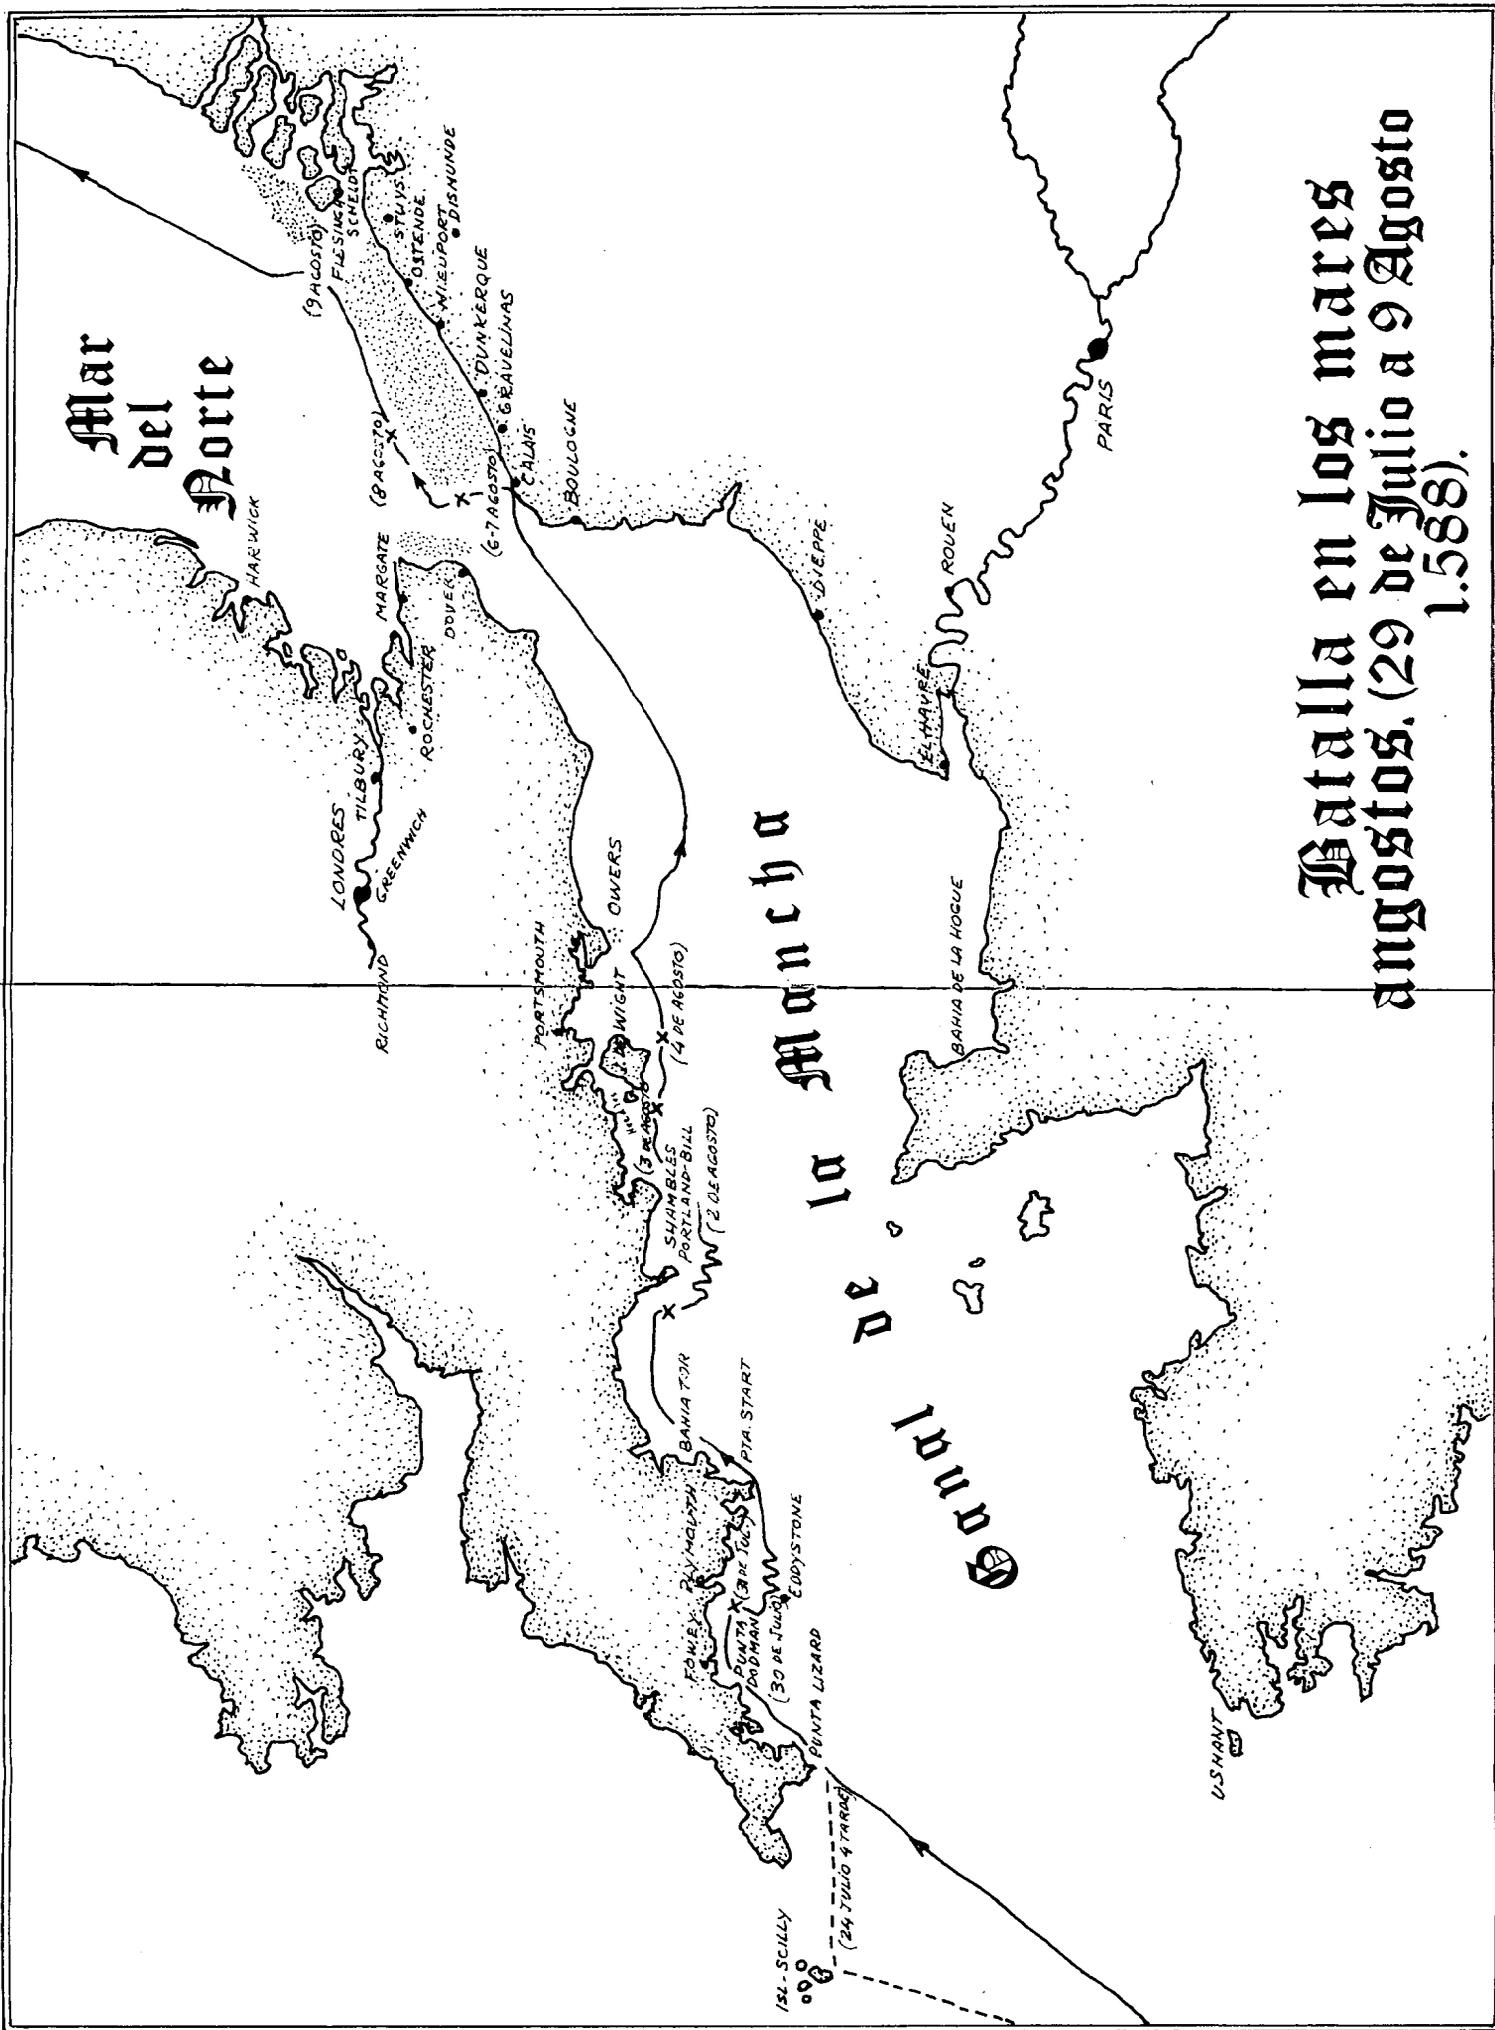 Mar
del
Norte
HARWICK
LONDRES
TILBURY
GREENWICH
RICHMOND
MARGATE
ROCHESTER
DOVER
(9 AGOSTO)
SCHELDT
STUYS
OSTENDE
NIEUPORT
DISMUNDE
DUNKERQUE
GRAVELINAS
CALAIS
(8 AGOSTO)
(6-7 AGOSTO)
BOULOGNE
DIEPPE
ROUEN
EL HAVRE
PARIS
PORTSMOUTH
OWERS
WIGHT
(4 DE AGOSTO)
(3 DE AGOSTO)
SHAMBLES
PORTLAND-BILL
(2 DE AGOSTO)
BAHIA TOR
PTA. START
PLYMOUTH
FOWEY
(31 DE JUL)
PUNTA
DODMAN
(30 DE JULIO)
EDDYSTONE
PUNTA LIZARD
ISL-SCILLY
(24 JULIO 4 TARDE)
USHANT
BAHIA DE LA HOGUE
Canal de la Mancha
Batalla en los mares
angostos. (29 de Julio a 9 Agosto
1.588).